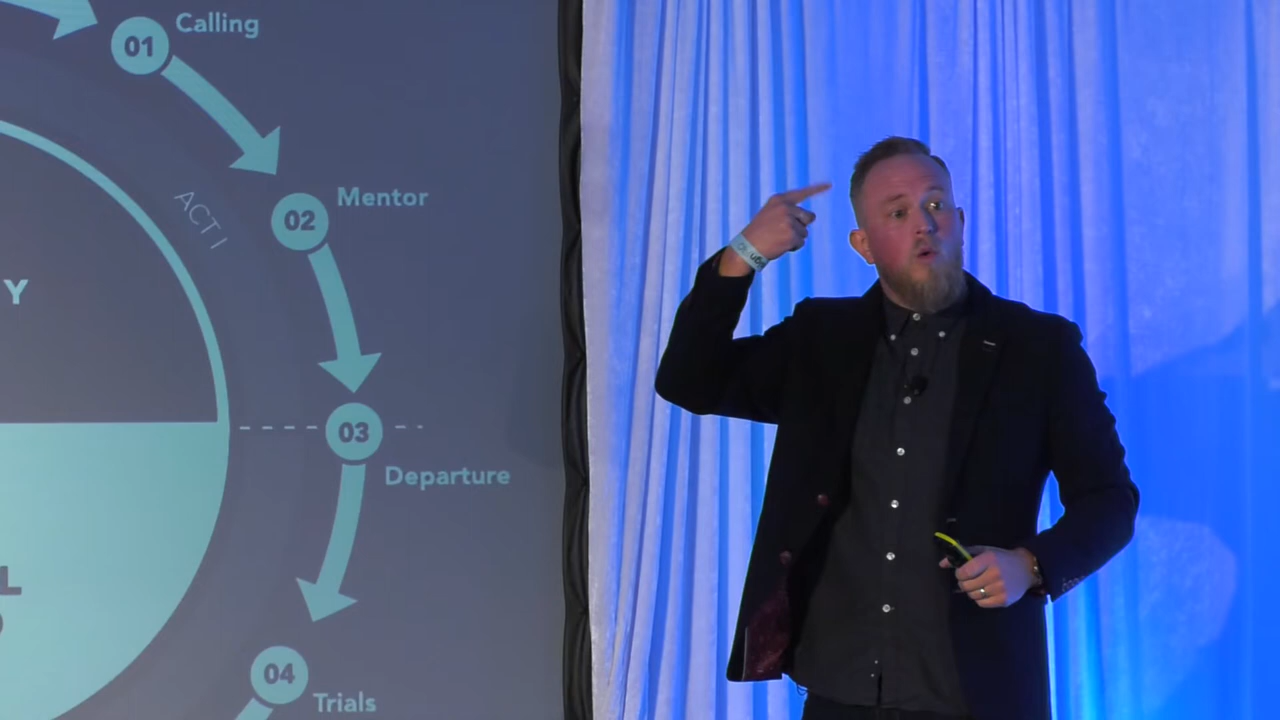 01
Calling
ACT I
02
Mentor
Y
03
Departure
L
04
Trials